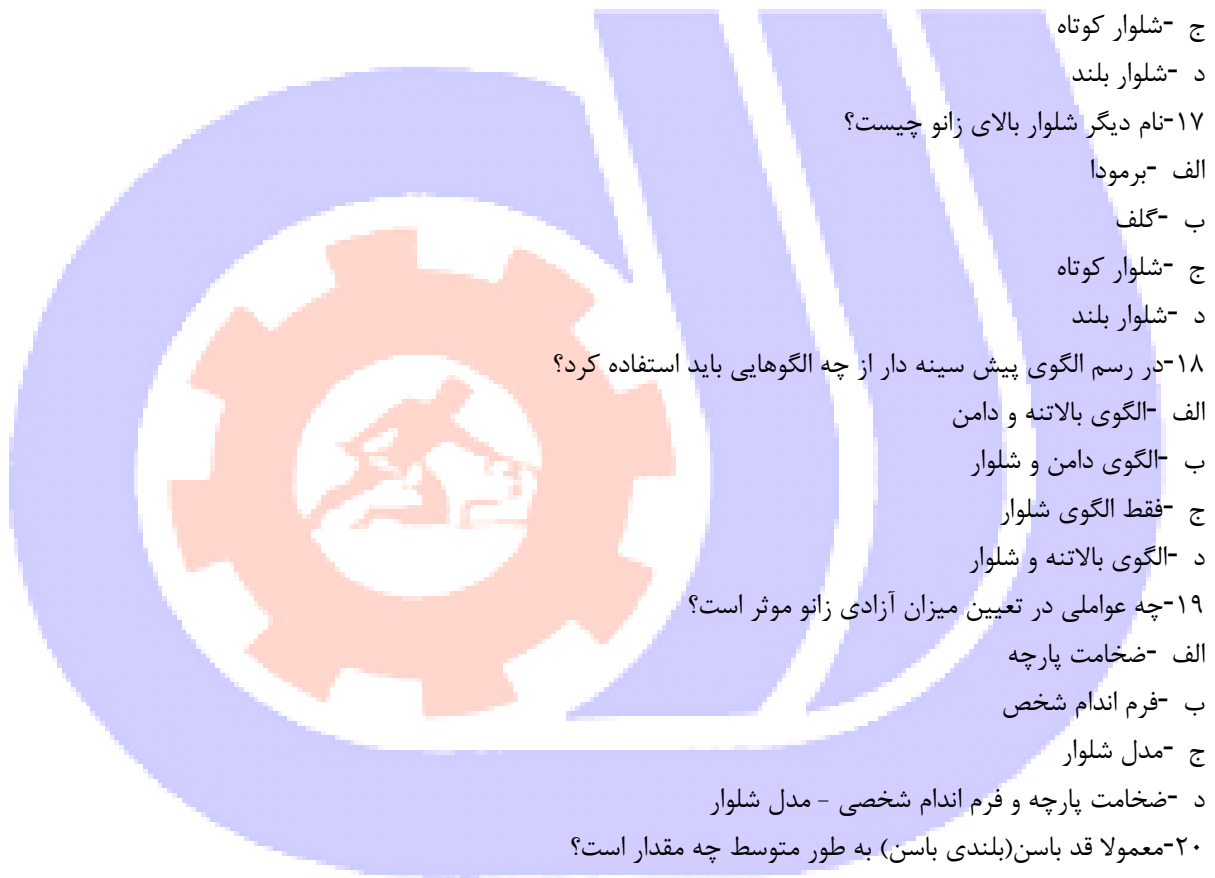 ج -شلوار کوتاه
د -شلوار بلند
۱۷-نام دیگر شلوار بالای زانو چیست؟
الف -برمودا
ب -گلف
ج -شلوار کوتاه
د -شلوار بلند
۱۸-در رسم الگوی پیش سینه دار از چه الگوهایی باید استفاده کرد؟
الف -الگوی بالاتنه و دامن
ب -الگوی دامن و شلوار
ج -فقط الگوی شلوار
د -الگوی بالاتنه و شلوار
۱۹-چه عواملی در تعیین میزان آزادی زانو موثر است؟
الف -ضخامت پارچه
ب -فرم اندام شخص
ج -مدل شلوار
د -ضخامت پارچه و فرم اندام شخصی - مدل شلوار
۲۰-معمولا قد باسن(بلندی باسن) به طور متوسط چه مقدار است؟